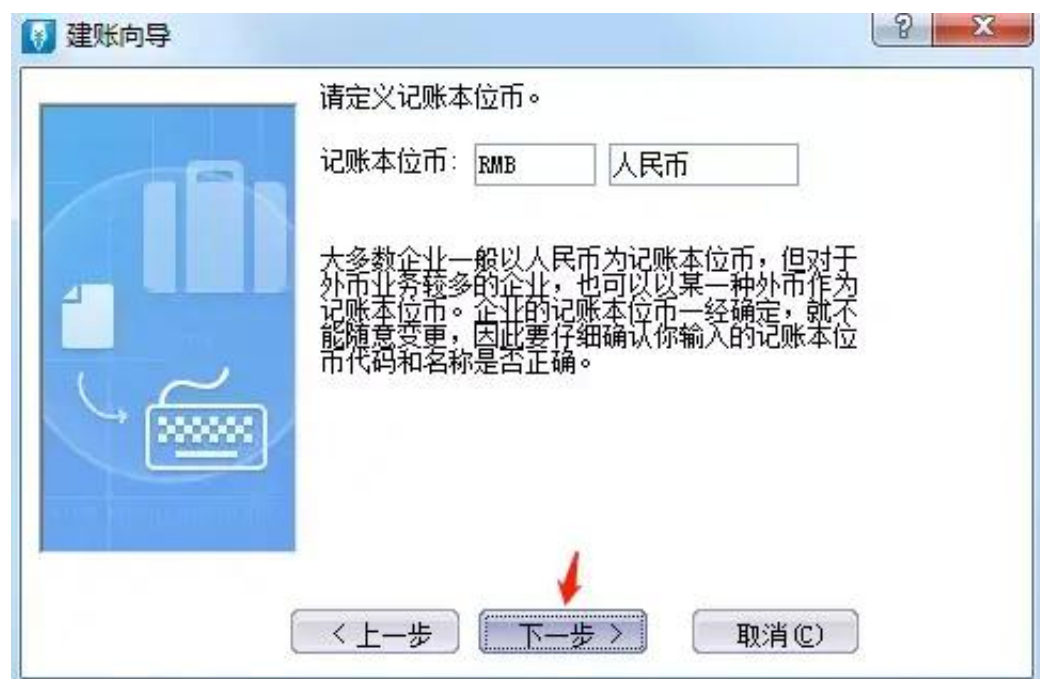 建账向导
请定义记账本位币。
记账本位币: RMB 人民币
大多数企业一般以人民币为记账本位币，但对于
外币业务较多的企业，也可以以某一种外币作为
记账本位币。企业的记账本位币一经确定，就不
能随意变更，因此要仔细确认你输入的记账本位
币代码和名称是否正确。
<上一步 下一步> 取消(C)